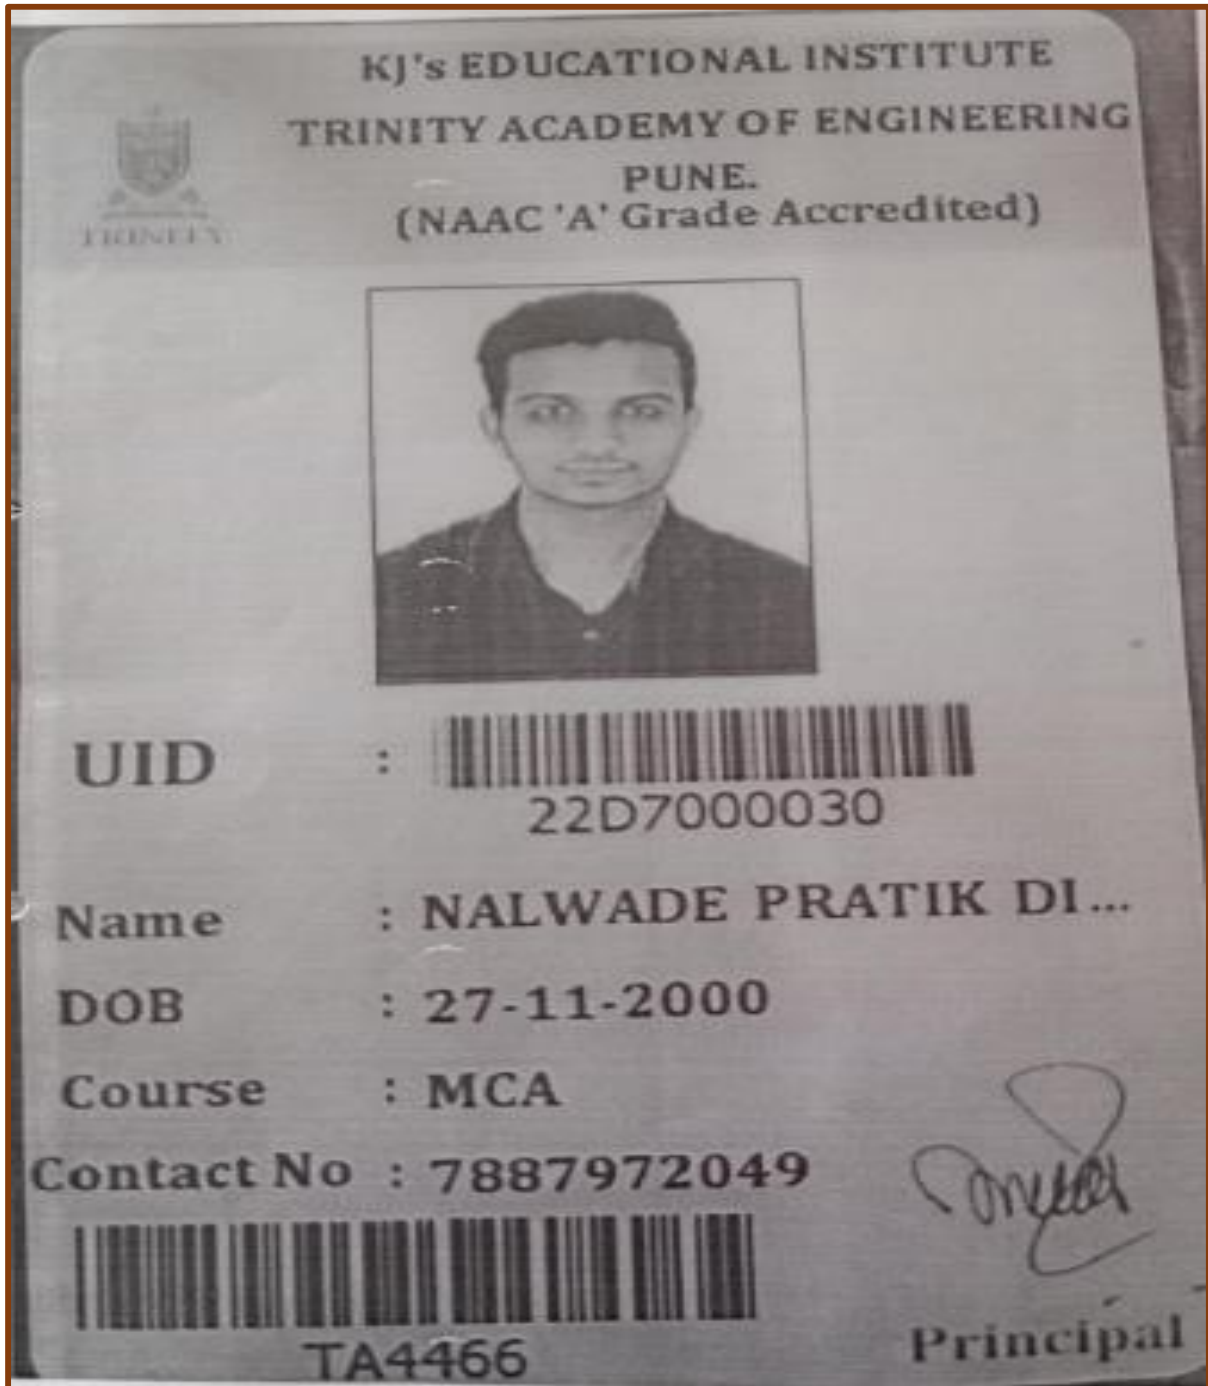 KJ's EDUCATIONAL INSTITUTE
TRINITY ACADEMY OF ENGINEERING
PUNE.
(NAAC 'A' Grade Accredited)
TRINITY
UID :
22D7000030
Name : NALWADE PRATIK DI...
DOB : 27-11-2000
Course : MCA
Contact No : 7887972049
TA4466
Principal